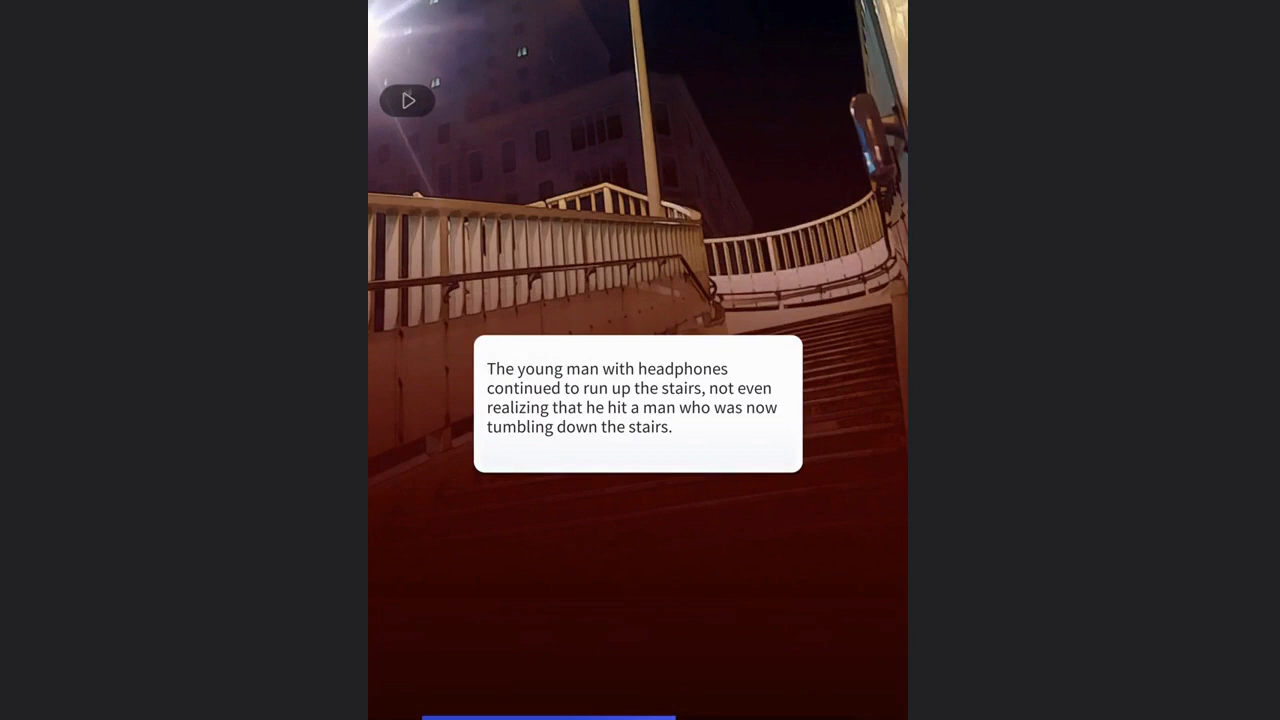 The young man with headphones
continued to run up the stairs, not even
realizing that he hit a man who was now
tumbling down the stairs.